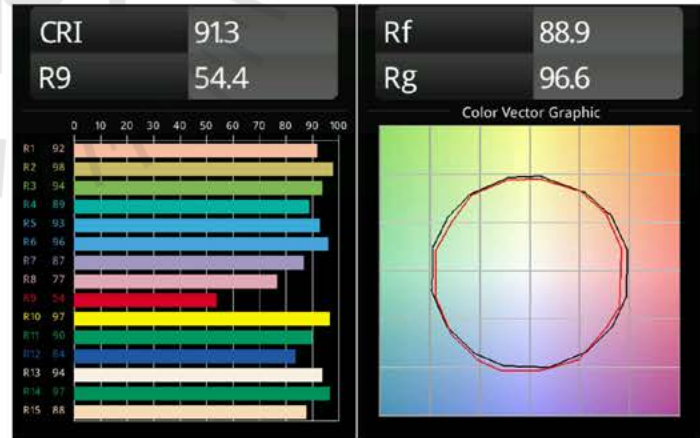 CRI 91.3
R9 54.4
0 10 20 30 40 50 60 70 80 90 100
R1 92
R2 98
R3 94
R4 89
R5 93
R6 96
R7 87
R8 77
R9 54
R10 97
R11 90
R12 84
R13 94
R14 97
R15 88
Rf 88.9
Rg 96.6
Color Vector Graphic